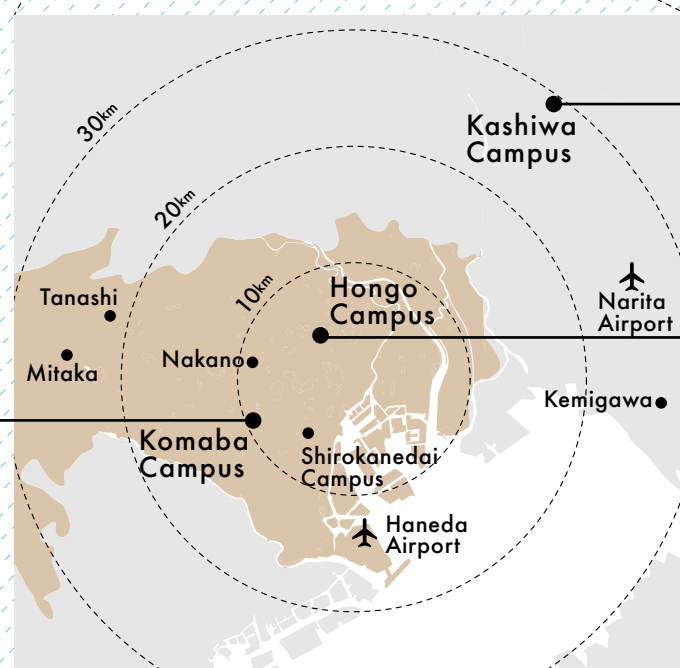 30km
Kashiwa
Campus
20km
10km
Hongo
Campus
Narita
Airport
Tanashi
Nakano
Mitaka
Kemigawa
Komaba
Campus
Shirokanedai
Campus
Haneda
Airport